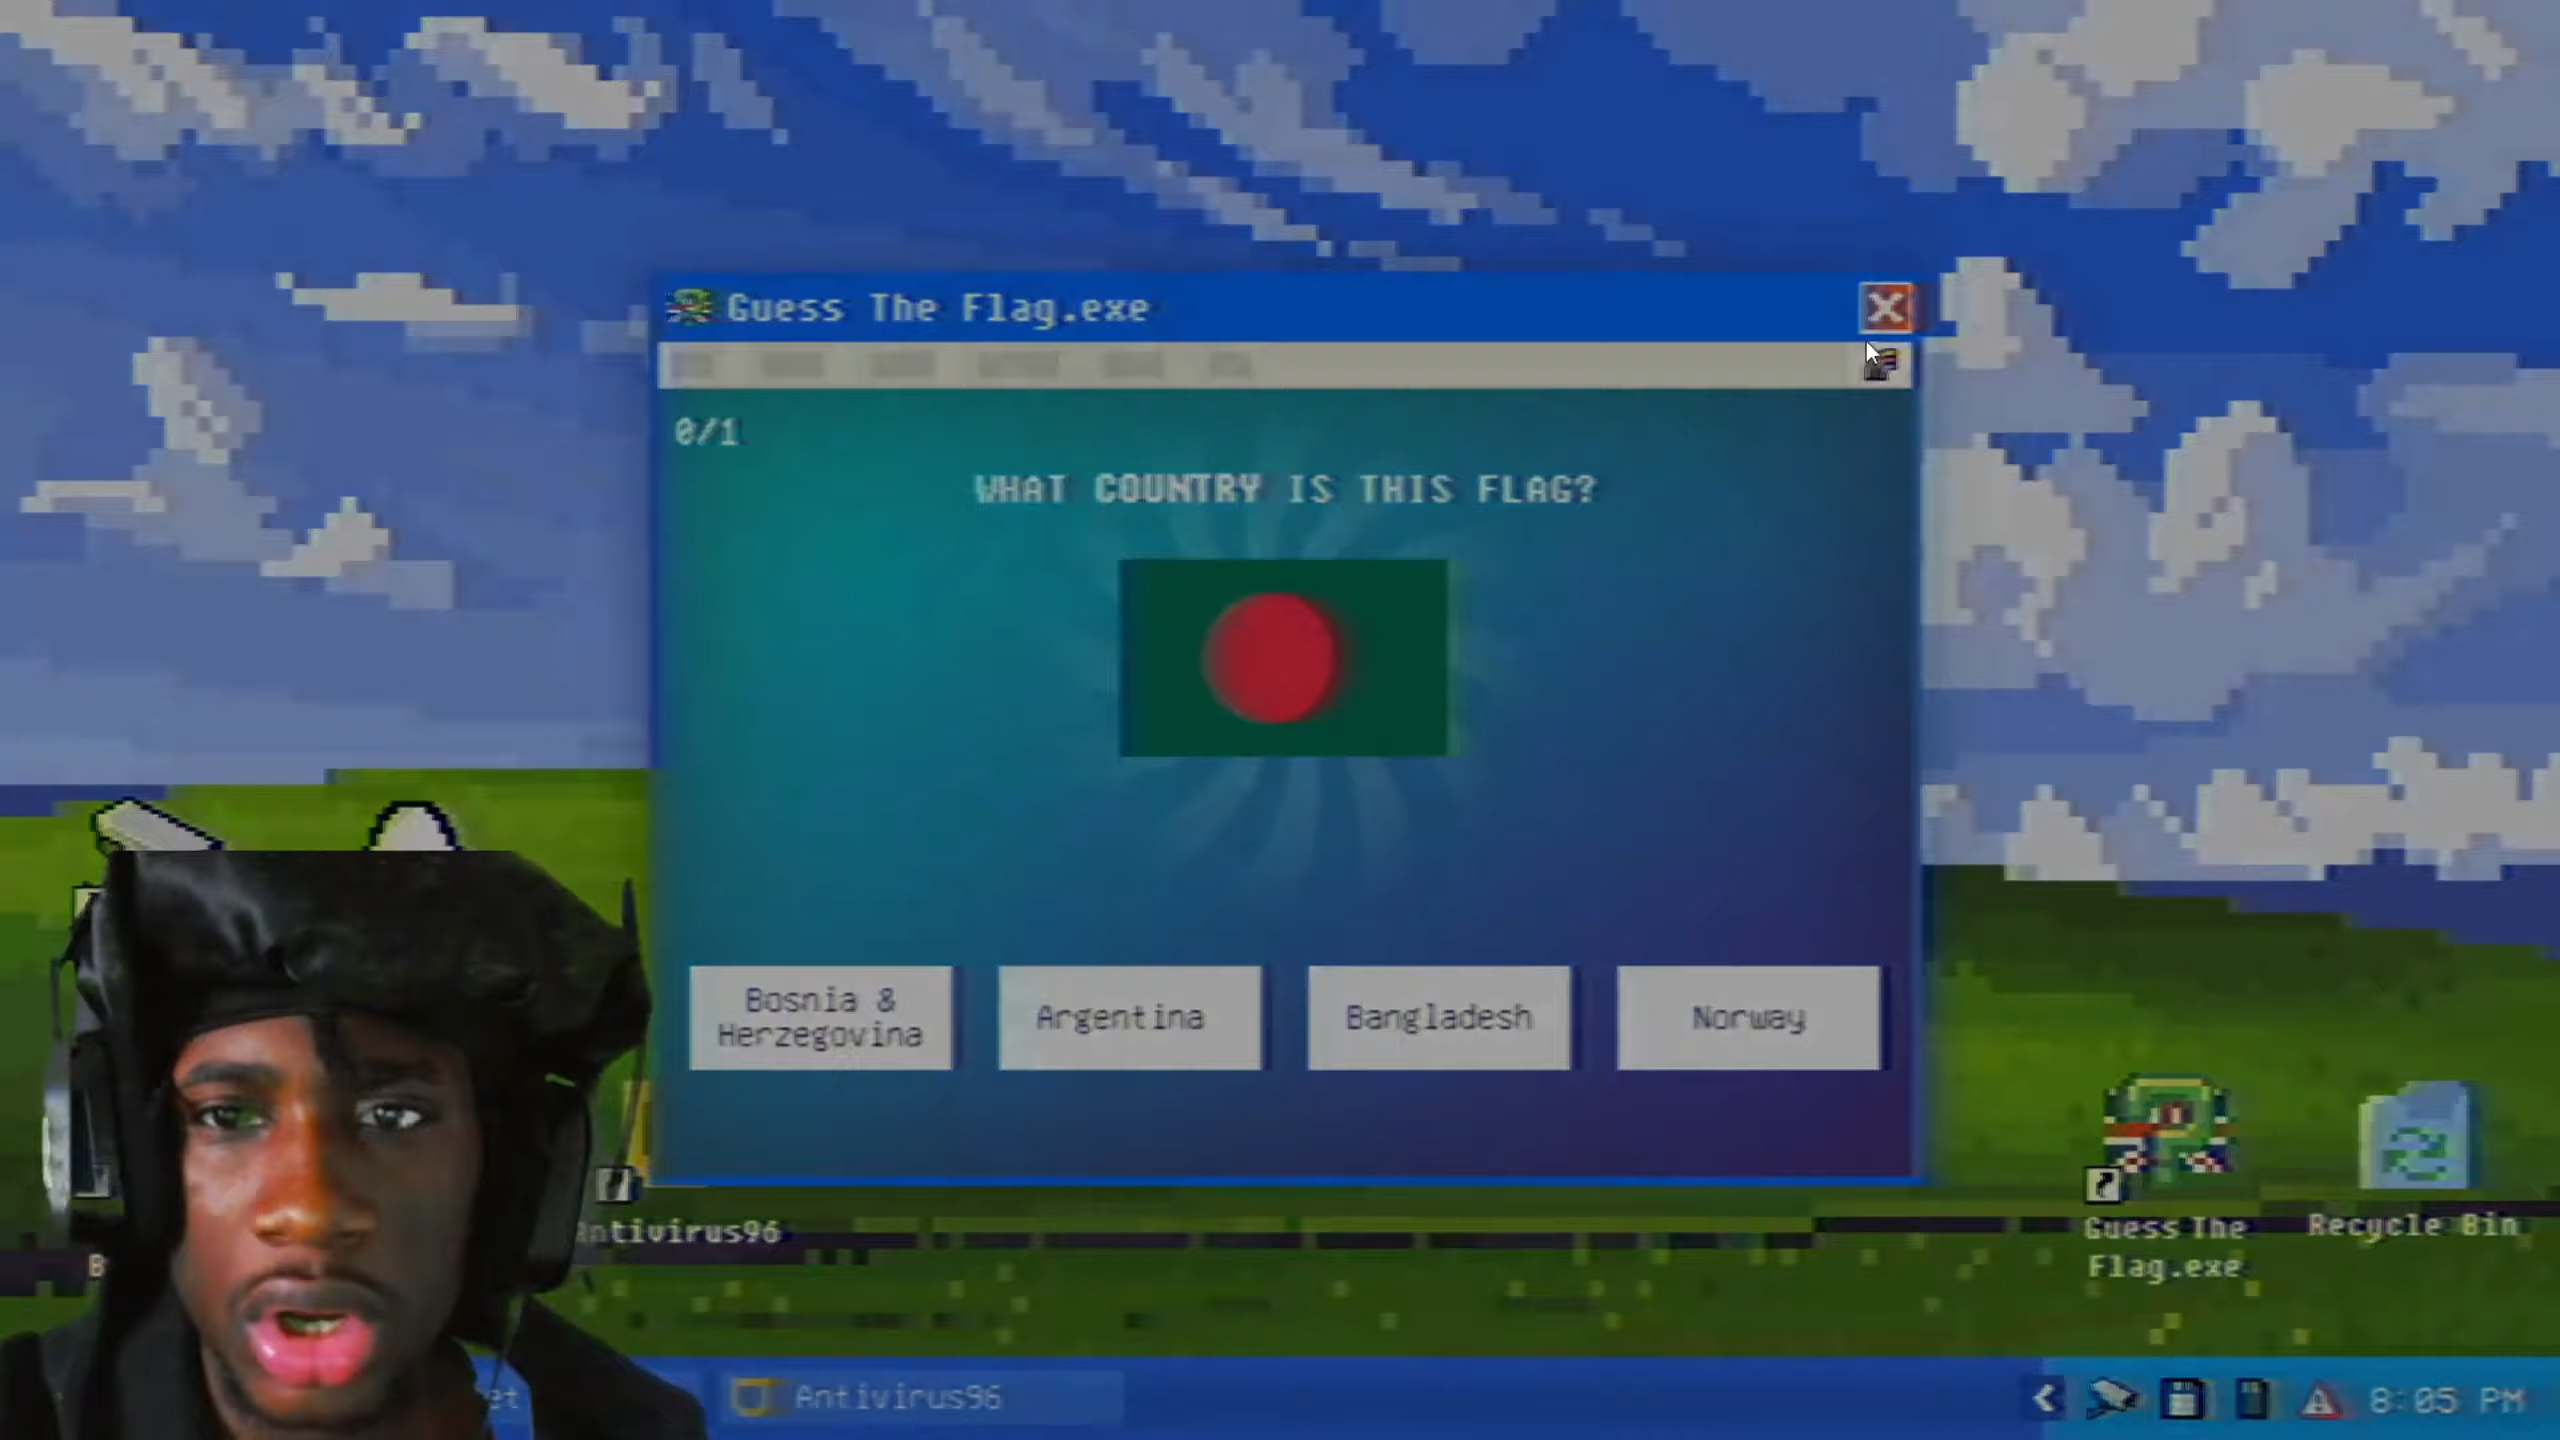 Guess The Flag.exe
0/1
WHAT COUNTRY IS THIS FLAG?
Bosnia &
Herzegovina
Argentina
Bangladesh
Norway
Antivirus96
Guess The
Flag.exe
Recycle Bin
Antivirus96
8:05 PM